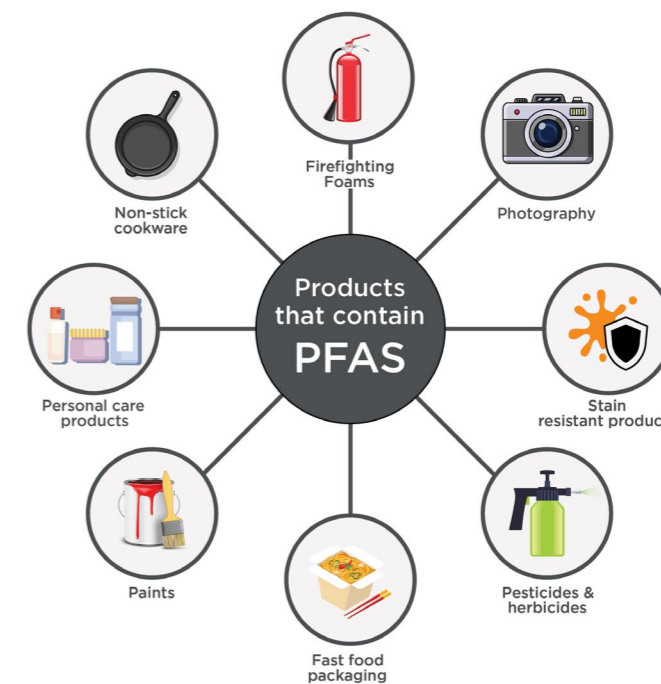 Firefighting
Foams
Non-stick
cookware
Photography
Products
that contain
PFAS
Personal care
products
Stain
resistant produc
Paints
Pesticides &
herbicides
Fast food
packaging